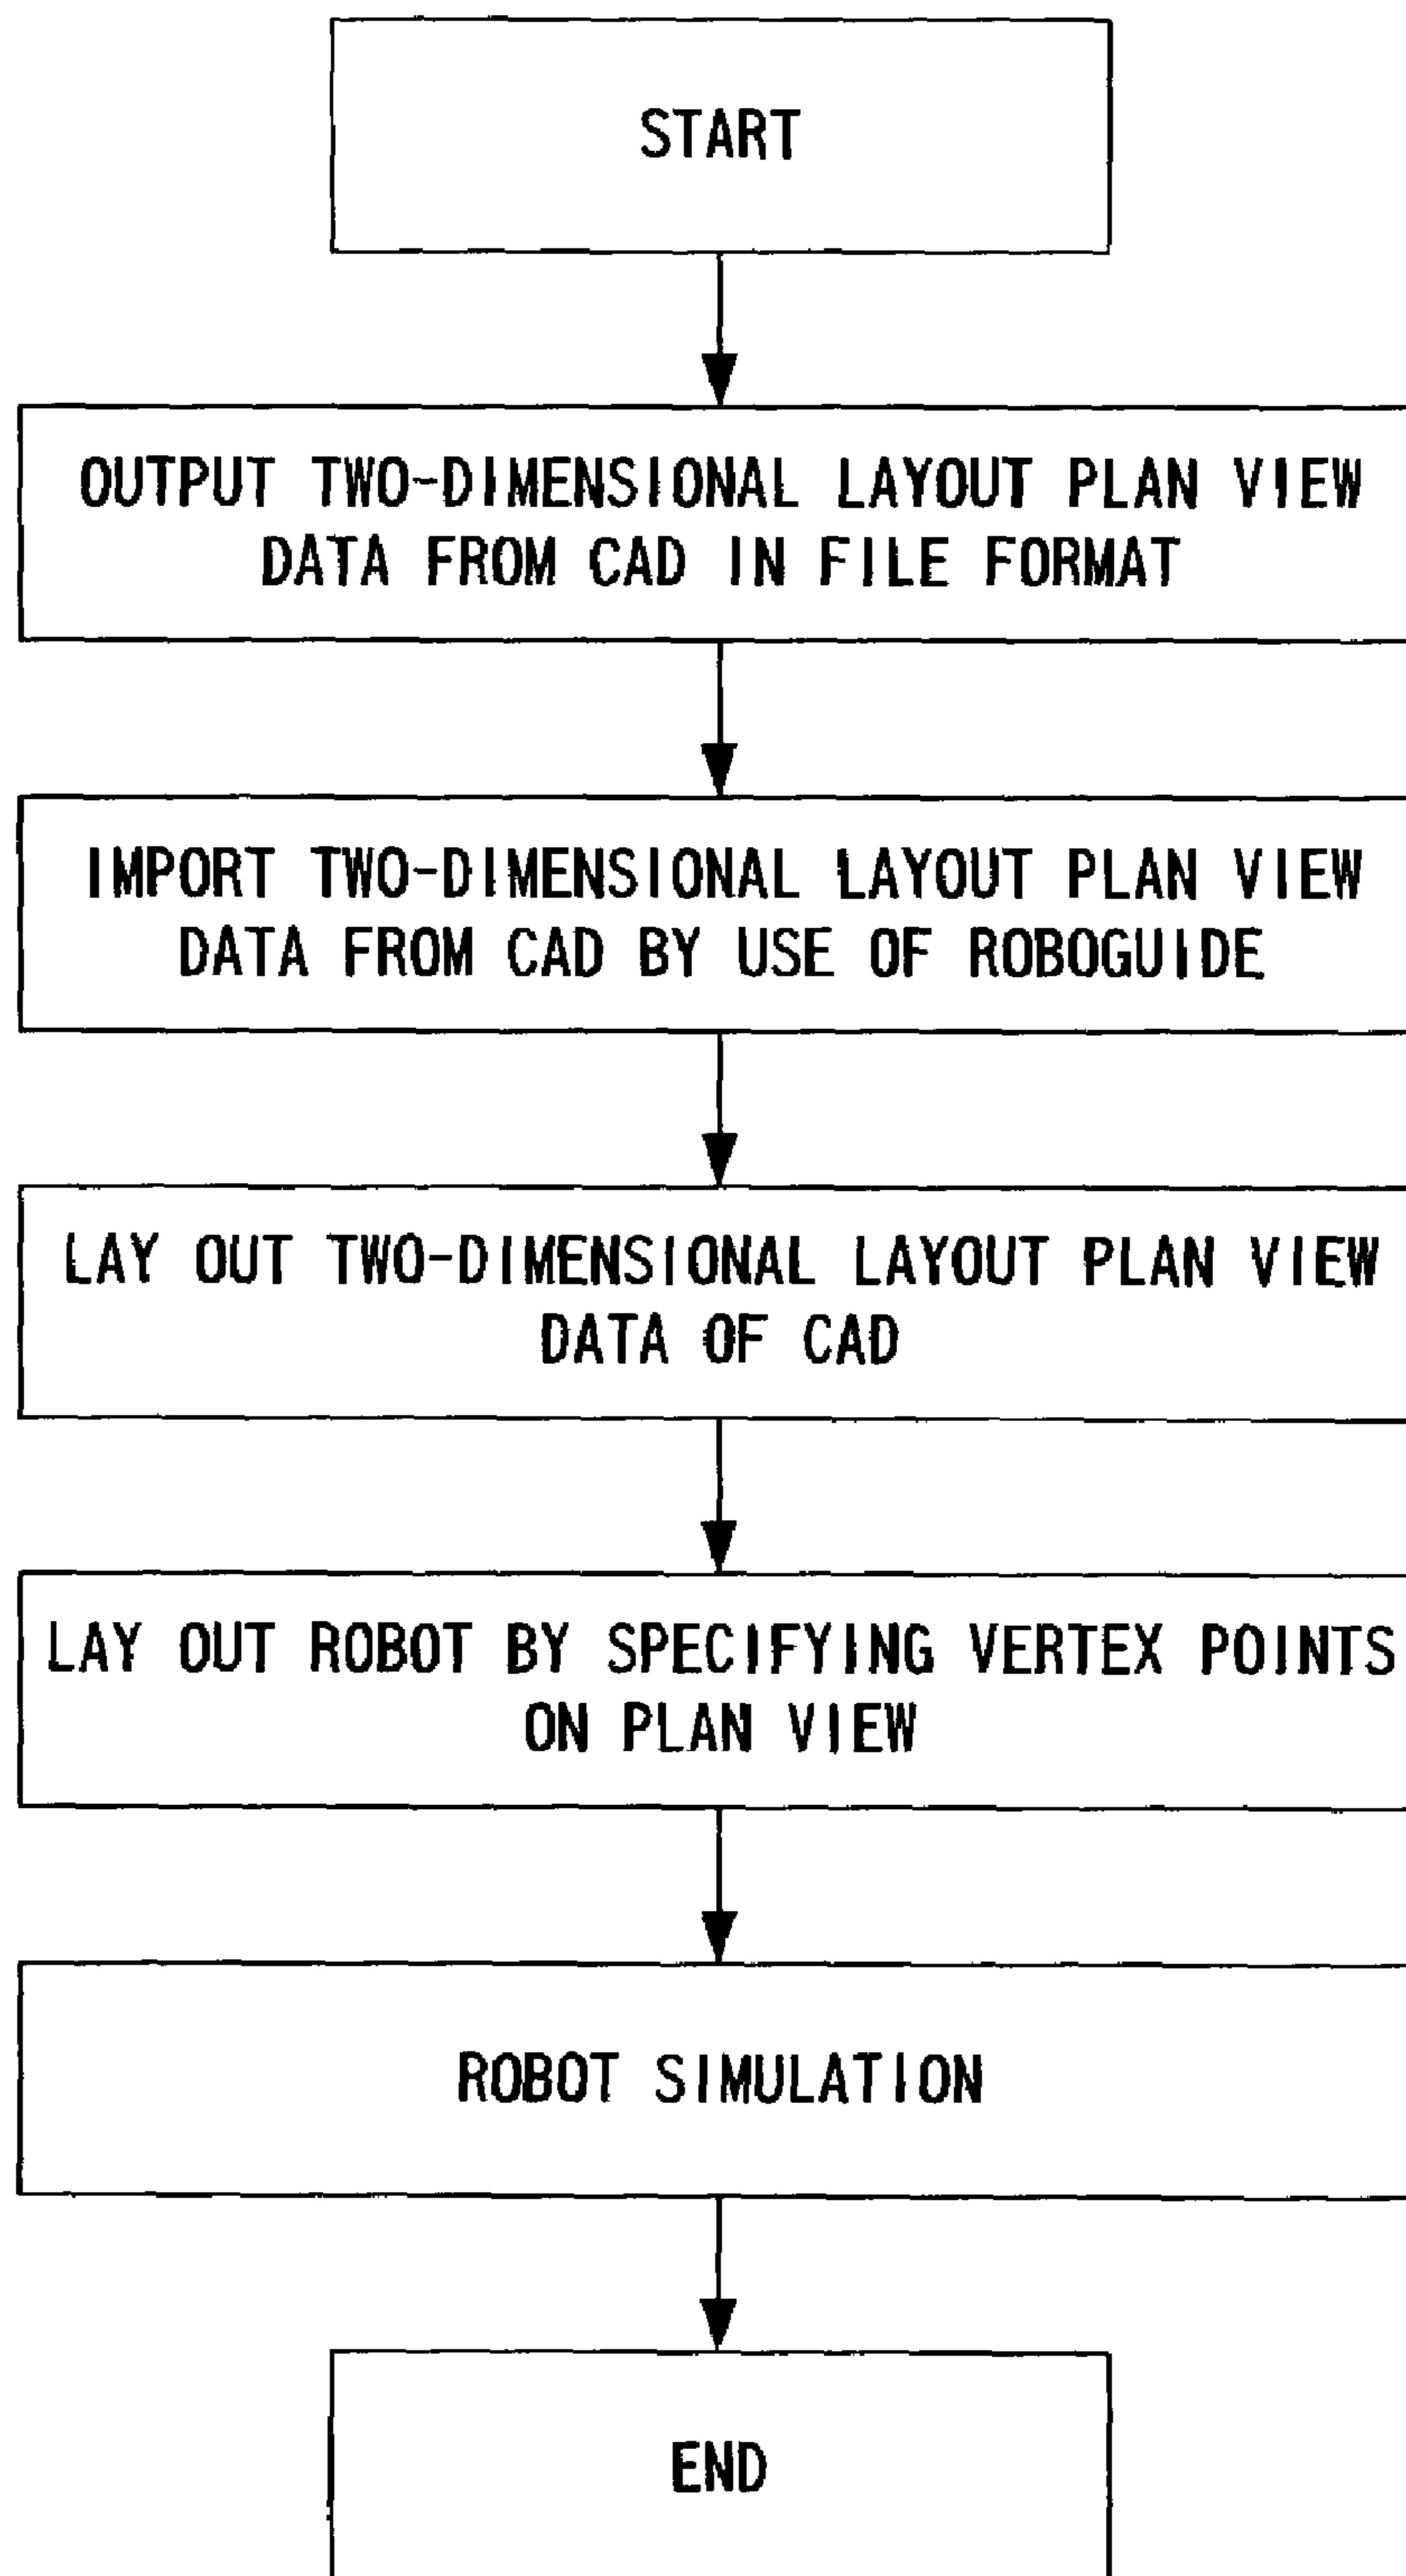 START
OUTPUT TWO-DIMENSIONAL LAYOUT PLAN VIEW
DATA FROM CAD IN FILE FORMAT
IMPORT TWO-DIMENSIONAL LAYOUT PLAN VIEW
DATA FROM CAD BY USE OF ROBOGUIDE
LAY OUT TWO-DIMENSIONAL LAYOUT PLAN VIEW
DATA OF CAD
LAY OUT ROBOT BY SPECIFYING VERTEX POINTS
ON PLAN VIEW
ROBOT SIMULATION
END